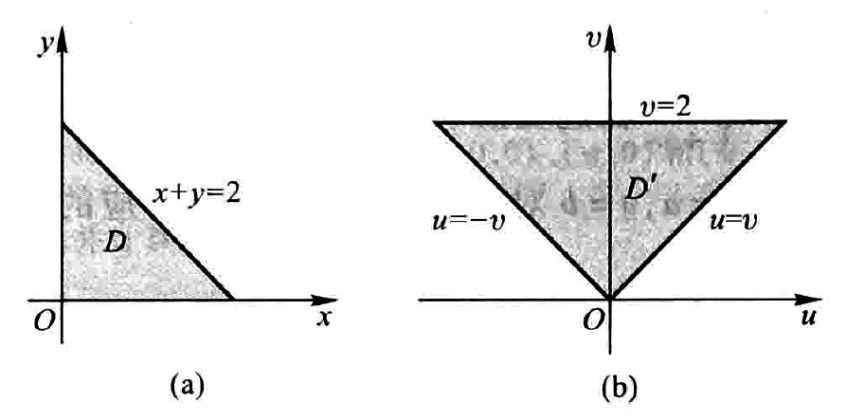 y
x+y=2
D
O
x
(a)
v
v=2
D′
u=-v
u=v
O
u
(b)